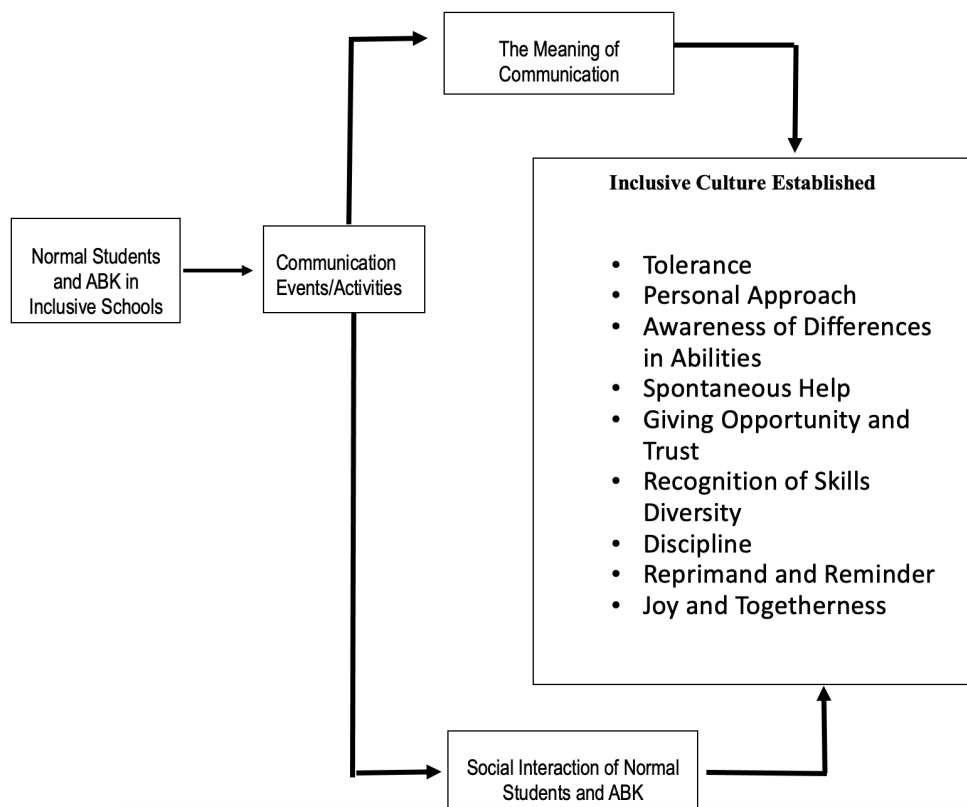 The Meaning of
Communication
Inclusive Culture Established
Normal Students
and ABK in
Inclusive Schools
Communication
Events/Activities
• Tolerance
• Personal Approach
• Awareness of Differences
in Abilities
• Spontaneous Help
• Giving Opportunity and
Trust
• Recognition of Skills
Diversity
• Discipline
• Reprimand and Reminder
• Joy and Togetherness
Social Interaction of Normal
Students and ABK